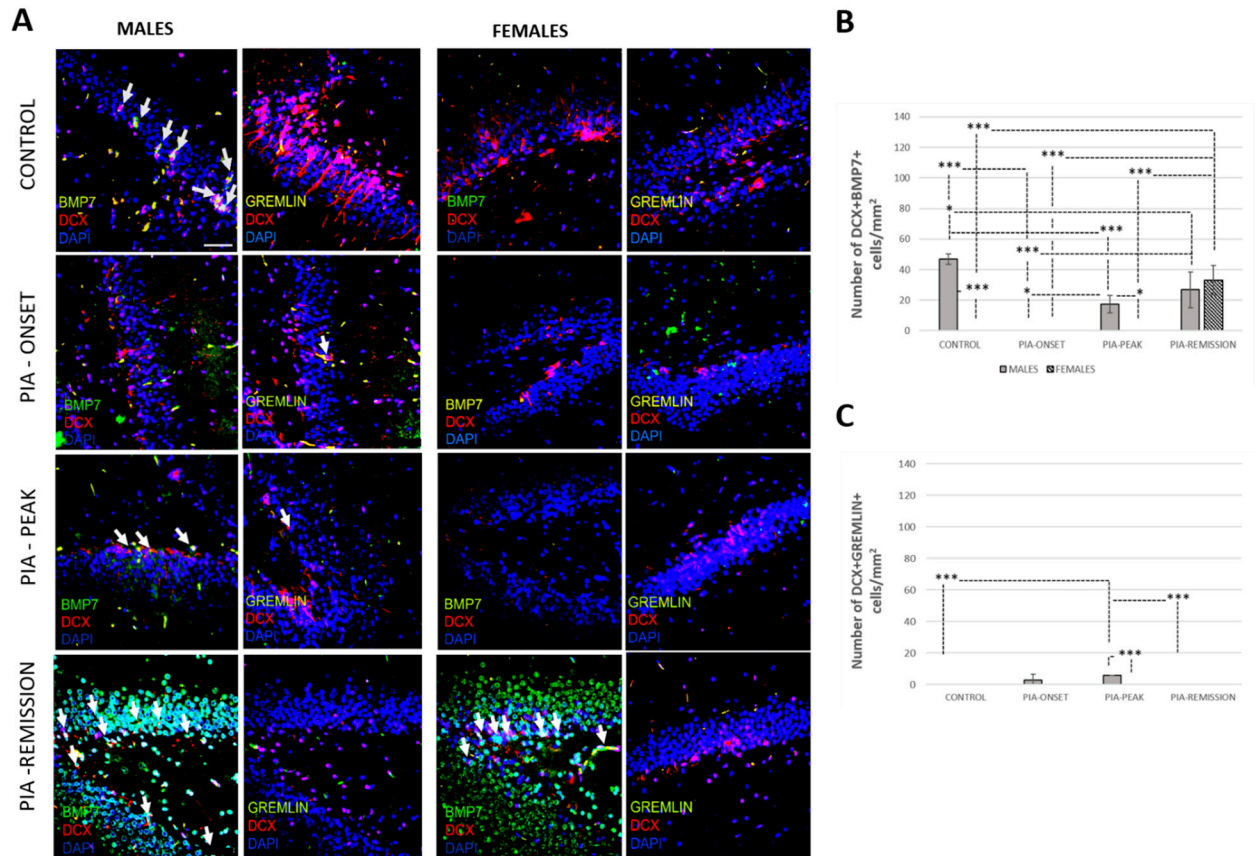 A
MALES
FEMALES
CONTROL
BMP7
DCX
DAPI
GREMLIN
DCX
DAPI
BMP7
DCX
DAPI
GREMLIN
DCX
DAPI
PIA - ONSET
BMP7
DCX
DAPI
GREMLIN
DCX
DAPI
BMP7
DCX
DAPI
GREMLIN
DCX
DAPI
PIA - PEAK
BMP7
DCX
DAPI
GREMLIN
DCX
DAPI
BMP7
DCX
DAPI
GREMLIN
DCX
DAPI
PIA -REMISSION
BMP7
DCX
DAPI
GREMLIN
DCX
DAPI
BMP7
DCX
DAPI
GREMLIN
DCX
DAPI
B
Number of DCX+BMP7+
cells/mm²
140
120
100
80
60
40
20
0
***
***
***
***
*
***
***
***
*
*
CONTROL
PIA-ONSET
PIA-PEAK
PIA-REMISSION
MALES
FEMALES
C
Number of DCX+GREMLIN+
cells/mm²
140
120
100
80
60
40
20
0
***
***
***
CONTROL
PIA-ONSET
PIA-PEAK
PIA-REMISSION